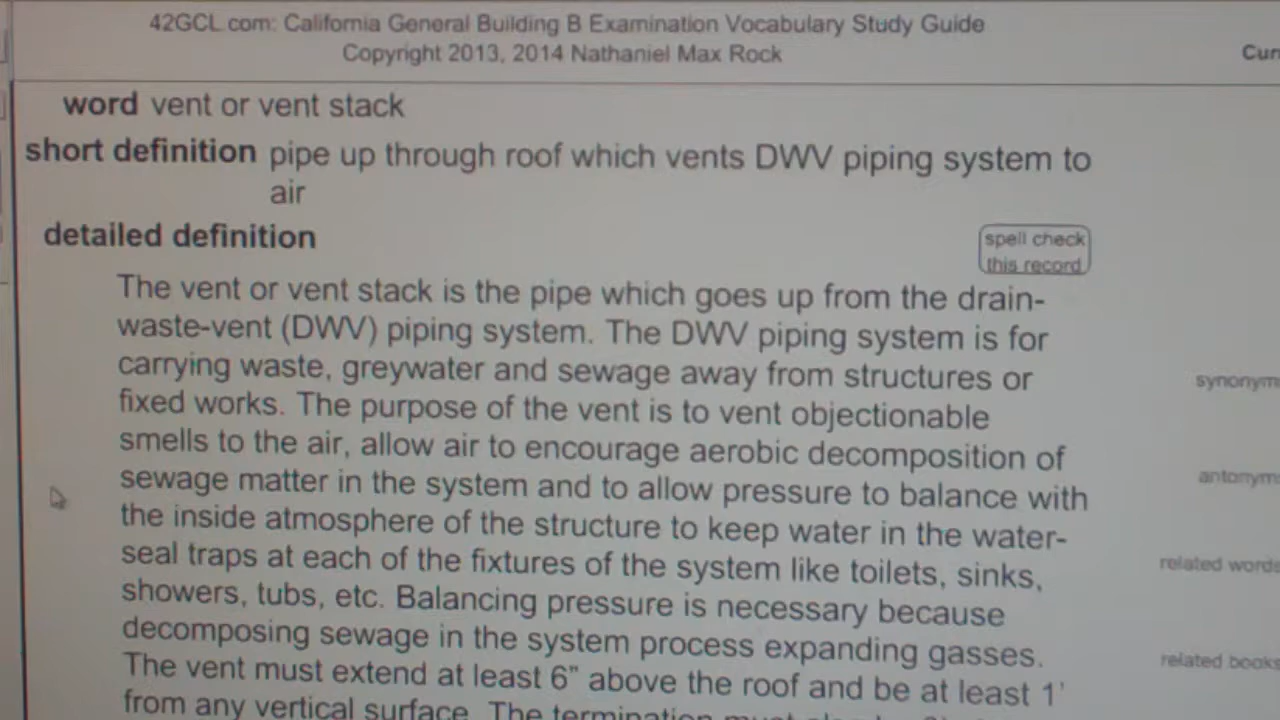 42GCL.com: California General Building B Examination Vocabulary Study Guide
Copyright 2013, 2014 Nathaniel Max Rock
word vent or vent stack
short definition pipe up through roof which vents DWV piping system to
air
detailed definition
spell check
this record
The vent or vent stack is the pipe which goes up from the drain-
waste-vent (DWV) piping system. The DWV piping system is for
carrying waste, greywater and sewage away from structures or
fixed works. The purpose of the vent is to vent objectionable
smells to the air, allow air to encourage aerobic decomposition of
sewage matter in the system and to allow pressure to balance with
the inside atmosphere of the structure to keep water in the water-
seal traps at each of the fixtures of the system like toilets, sinks,
showers, tubs, etc. Balancing pressure is necessary because
decomposing sewage in the system process expanding gasses.
The vent must extend at least 6" above the roof and be at least 1'
from any vertical surface. The termination must
synonym
antonym
related words
related books